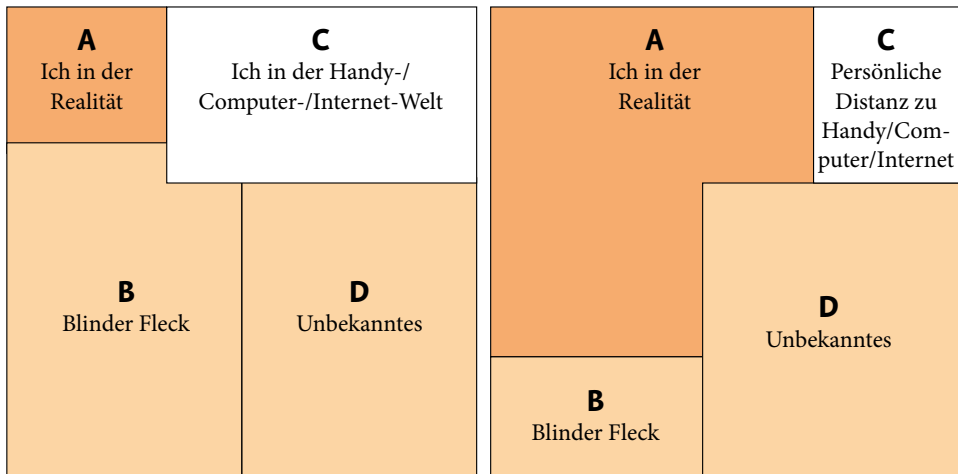 A
Ich in der
Realität
C
Ich in der Handy-/
Computer-/Internet-Welt
B
Blinder Fleck
D
Unbekanntes
A
Ich in der
Realität
C
Persönliche
Distanz zu
Handy/Com-
puter/Internet
D
Unbekanntes
B
Blinder Fleck